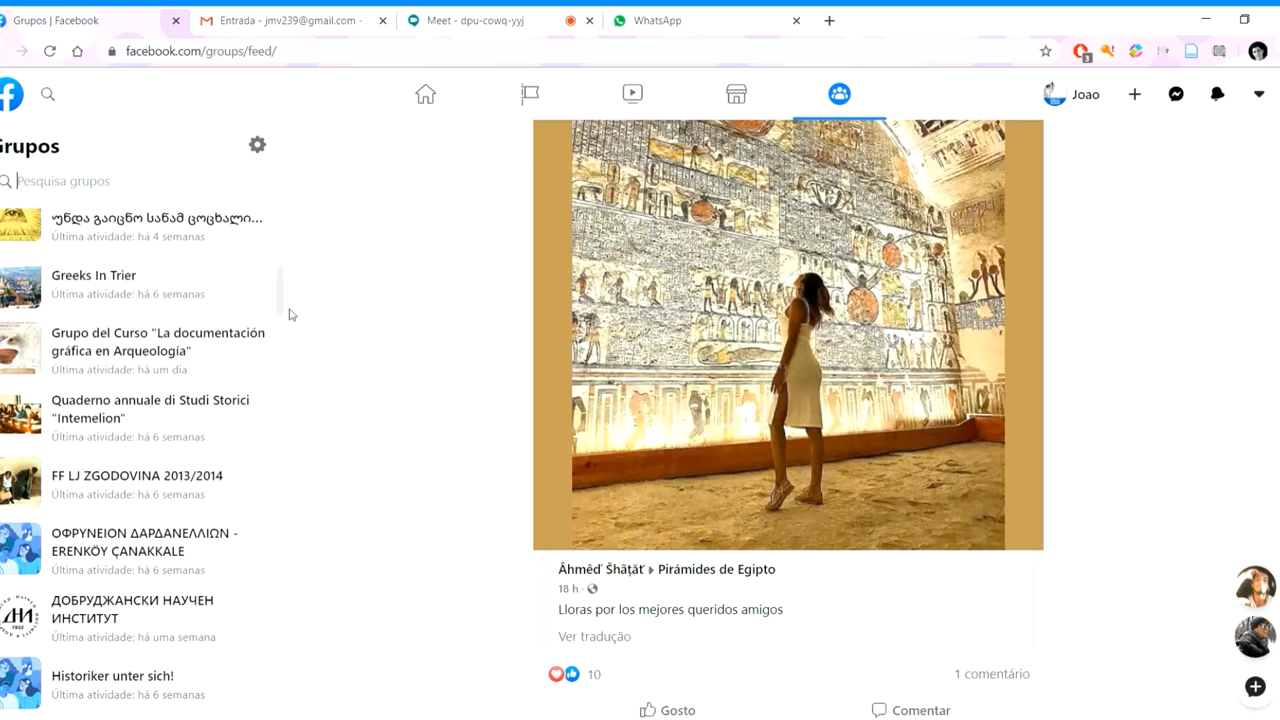 Grupos | Facebook
Entrada - jmv239@gmail.com -
Meet - dpu-cowq-yyj
WhatsApp
facebook.com/groups/feed/
3
Joao
Grupos
Pesquisa grupos
უნდა გაიცნო სანამ ცოცხალი...
Última atividade: há 4 semanas
Greeks In Trier
Última atividade: há 6 semanas
Grupo del Curso "La documentación
gráfica en Arqueología"
Última atividade: há um dia
Quaderno annuale di Studi Storici
"Intemelion"
Última atividade: há 6 semanas
FF LJ ZGODOVINA 2013/2014
Última atividade: há 6 semanas
ΟΦΡΥΝΕΙΟΝ ΔΑΡΔΑΝΕΛΛΙΩΝ -
ERENKÖY ÇANAKKALE
Última atividade: há 6 semanas
ДОБРУДЖАНСКИ НАУЧЕН
ИНСТИТУТ
Última atividade: há uma semana
Historiker unter sich!
Última atividade: há 6 semanas
Âhmêď Šhäţäť Pirámides de Egipto
18 h ·
Lloras por los mejores queridos amigos
Ver tradução
10
1 comentário
Gosto
Comentar